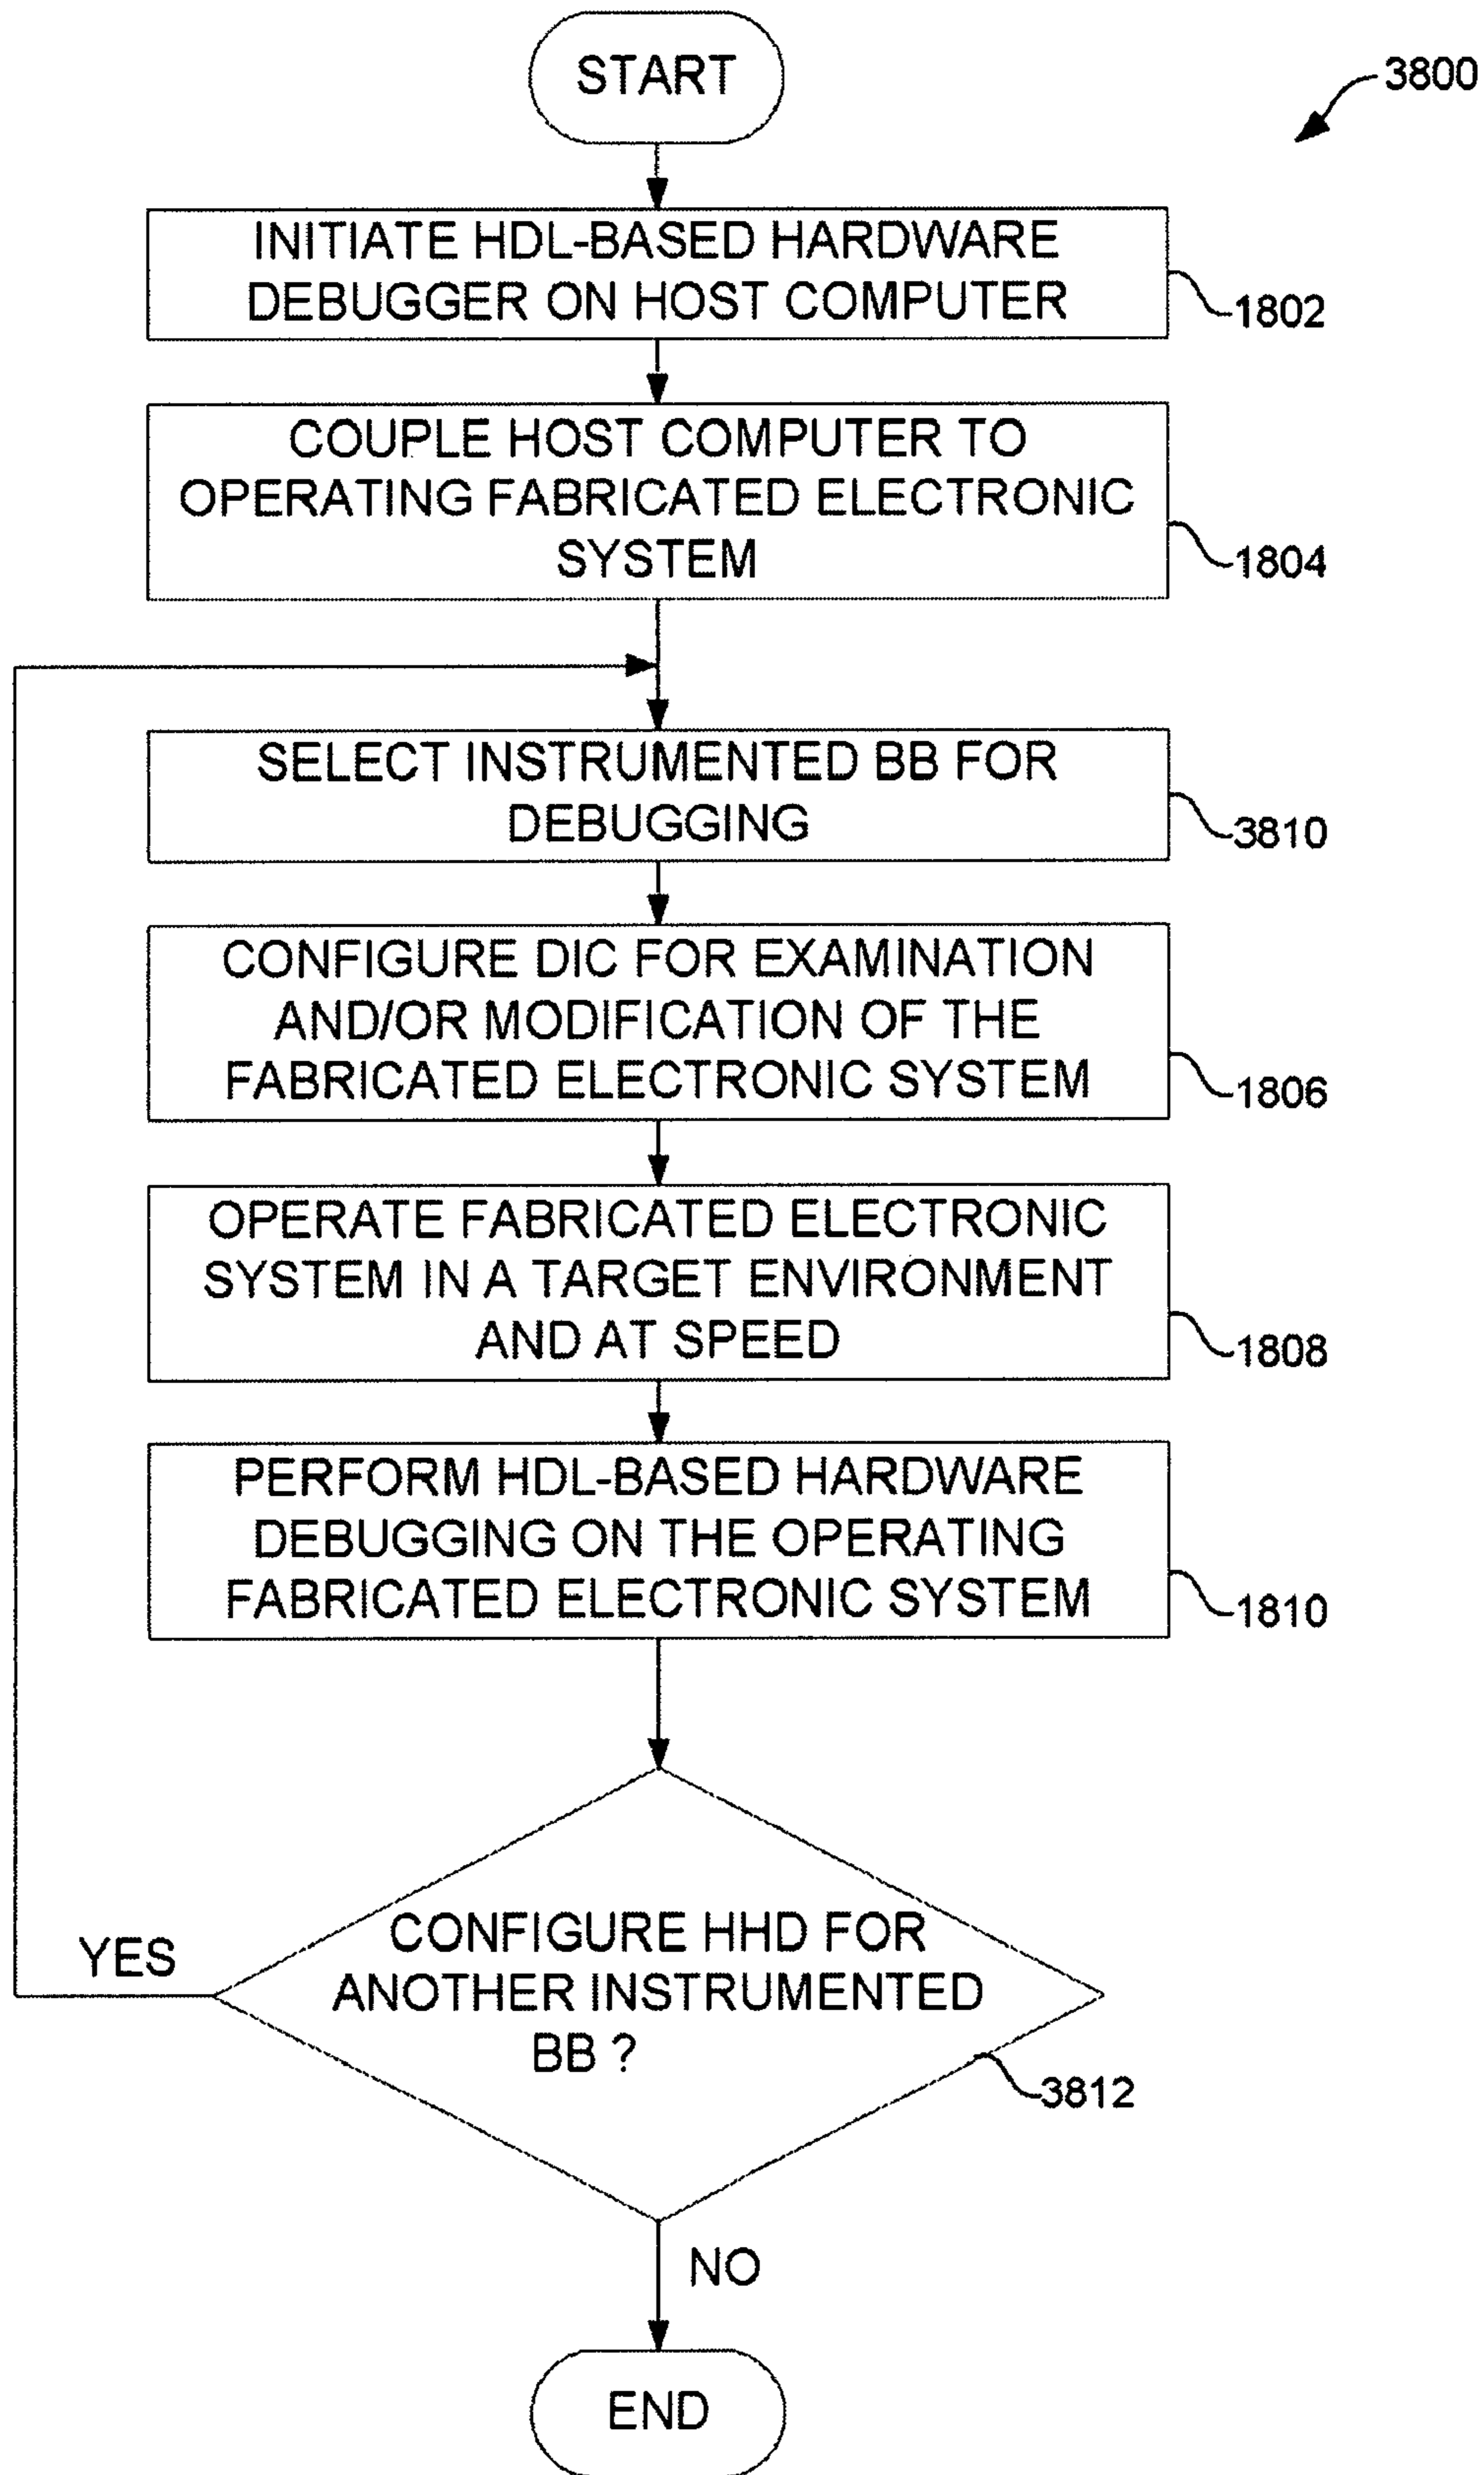 START
3800
INITIATE HDL-BASED HARDWARE
DEBUGGER ON HOST COMPUTER
1802
COUPLE HOST COMPUTER TO
OPERATING FABRICATED ELECTRONIC
SYSTEM
1804
SELECT INSTRUMENTED BB FOR
DEBUGGING
3810
CONFIGURE DIC FOR EXAMINATION
AND/OR MODIFICATION OF THE
FABRICATED ELECTRONIC SYSTEM
1806
OPERATE FABRICATED ELECTRONIC
SYSTEM IN A TARGET ENVIRONMENT
AND AT SPEED
1808
PERFORM HDL-BASED HARDWARE
DEBUGGING ON THE OPERATING
FABRICATED ELECTRONIC SYSTEM
1810
CONFIGURE HHD FOR
ANOTHER INSTRUMENTED
BB ?
YES
3812
NO
END